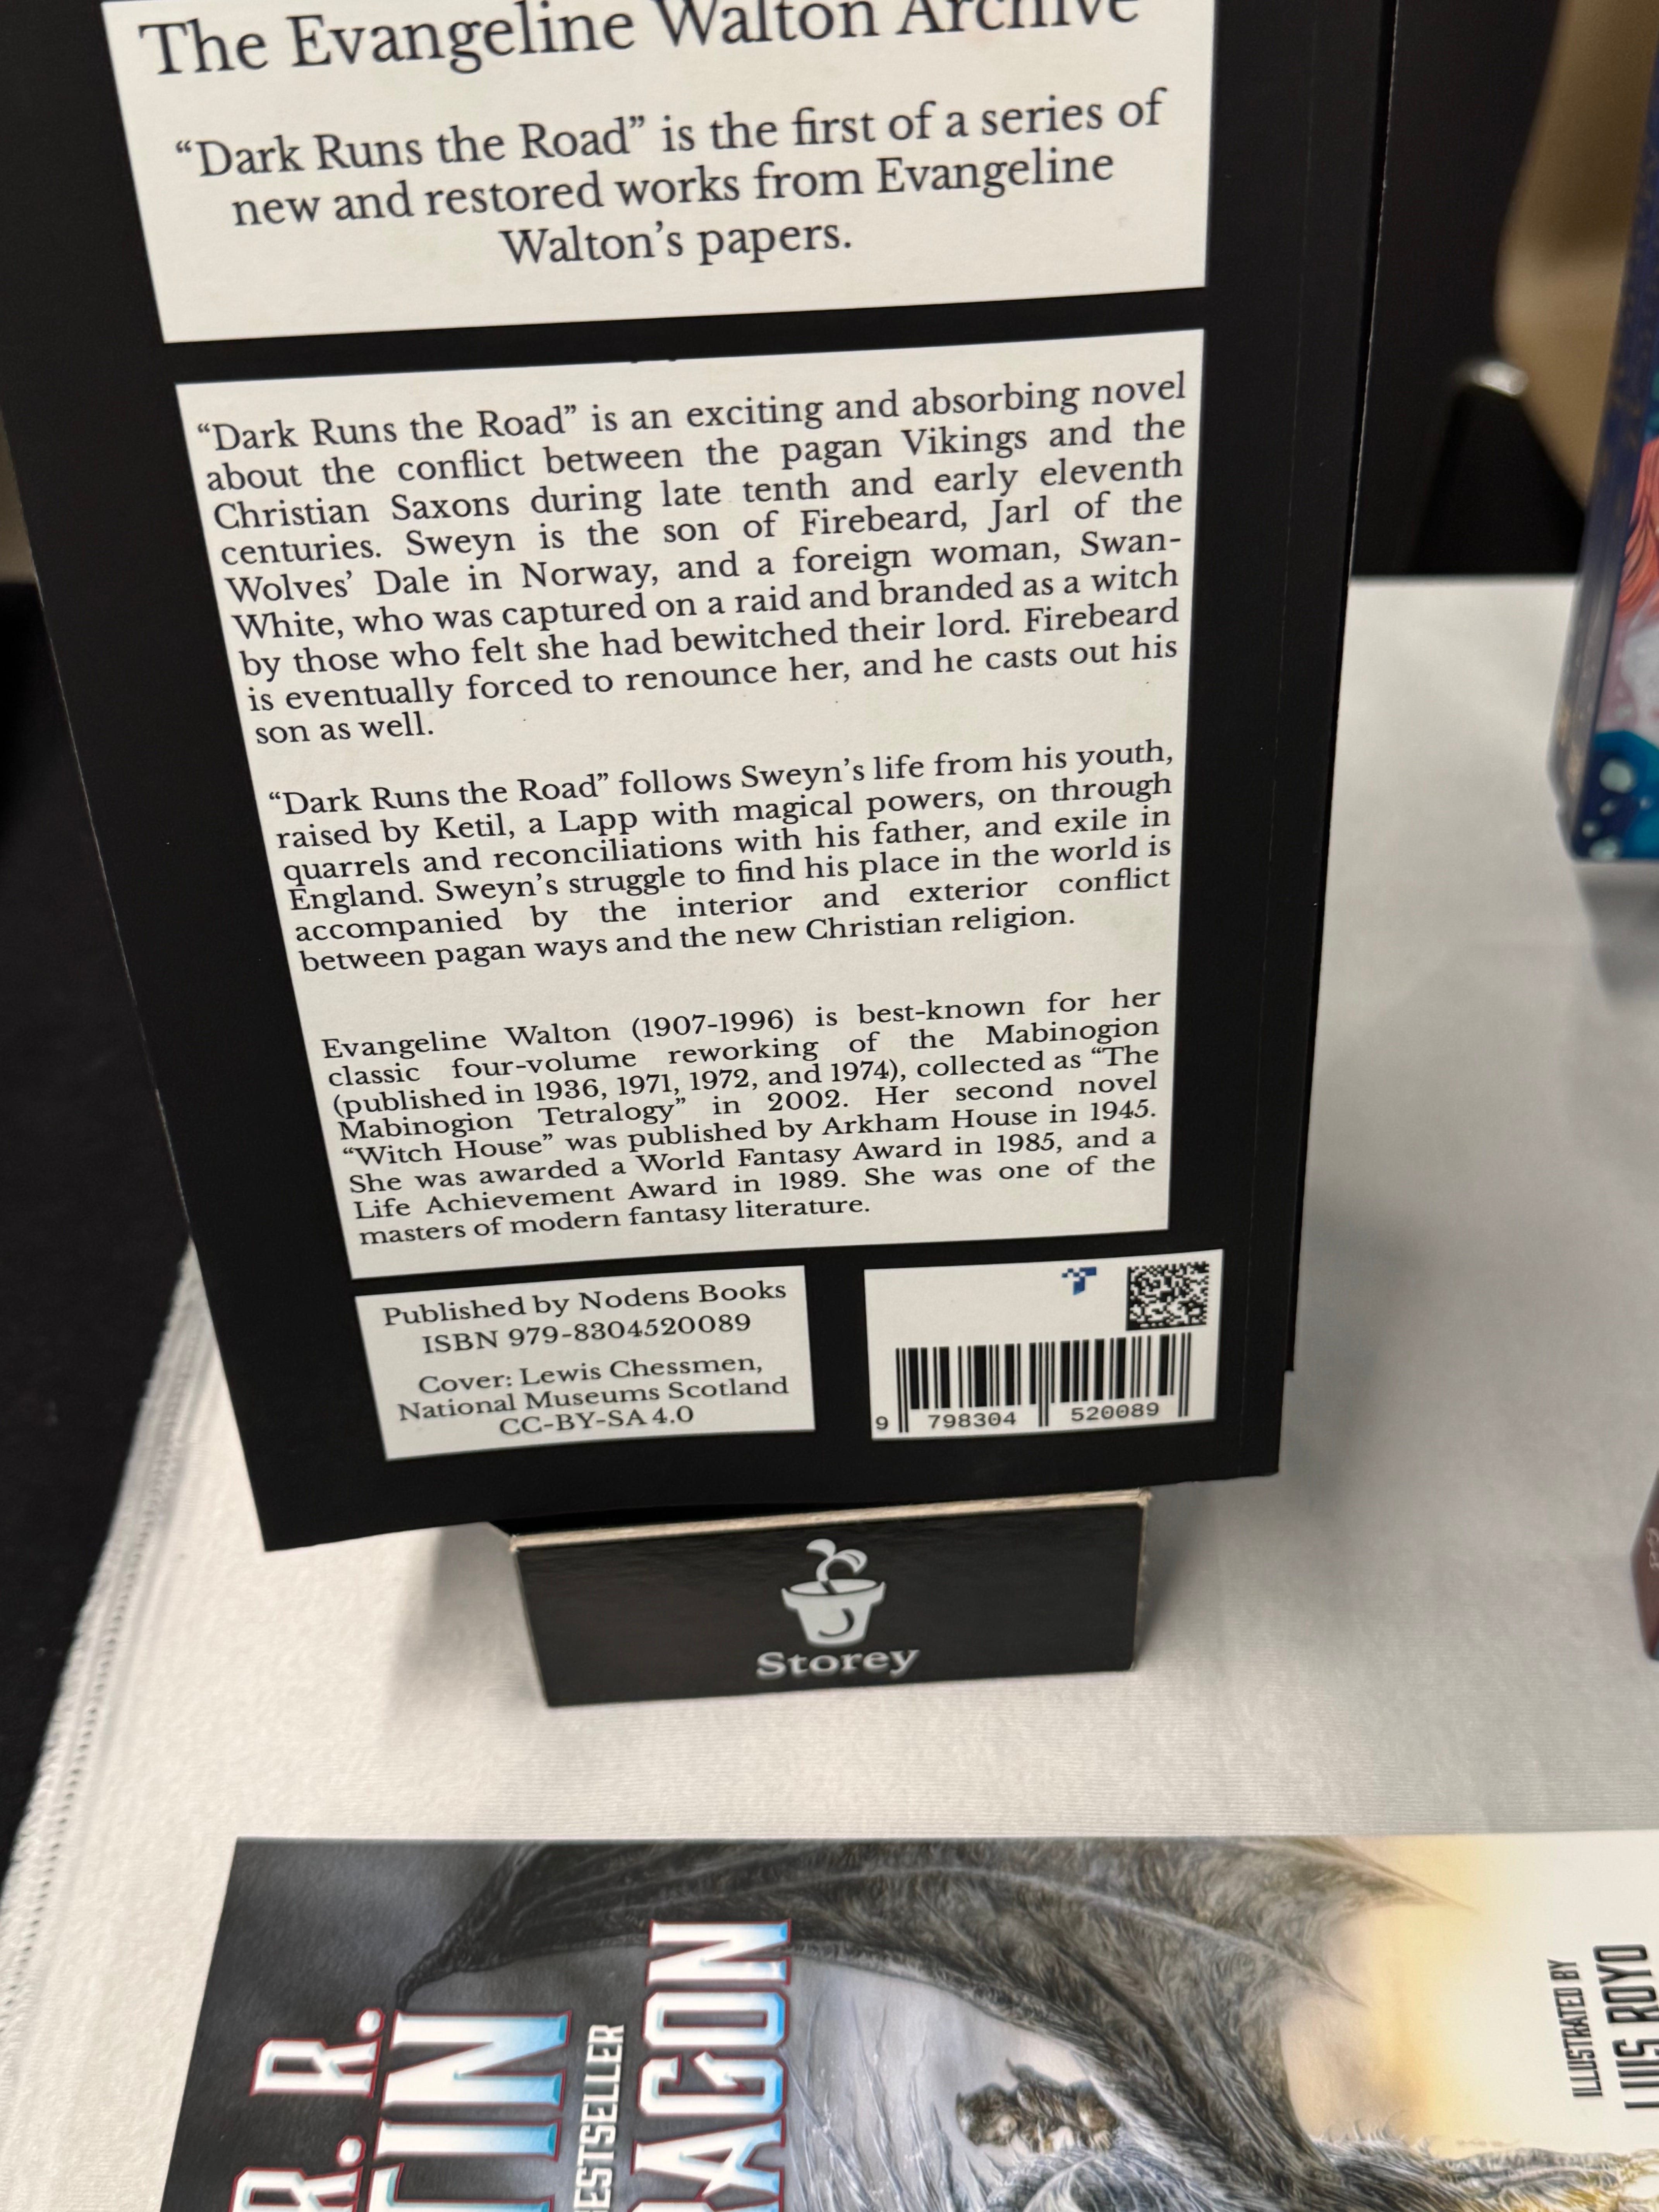 The Evangeline Walton Archive
“Dark Runs the Road” is the first of a series of
new and restored works from Evangeline
Walton’s papers.
“Dark Runs the Road” is an exciting and absorbing novel
about the conflict between the pagan Vikings and the
Christian Saxons during late tenth and early eleventh
centuries. Sweyn is the son of Firebeard, Jarl of the
Wolves’ Dale in Norway, and a foreign woman, Swan-
White, who was captured on a raid and branded as a witch
by those who felt she had bewitched their lord. Firebeard
is eventually forced to renounce her, and he casts out his
son as well.
“Dark Runs the Road” follows Sweyn’s life from his youth,
raised by Ketil, a Lapp with magical powers, on through
quarrels and reconciliations with his father, and exile in
England. Sweyn’s struggle to find his place in the world is
accompanied by the interior and exterior conflict
between pagan ways and the new Christian religion.
Evangeline Walton (1907-1996) is best-known for her
classic four-volume reworking of the Mabinogion
(published in 1936, 1971, 1972, and 1974), collected as “The
Mabinogion Tetralogy” in 2002. Her second novel
“Witch House” was published by Arkham House in 1945.
She was awarded a World Fantasy Award in 1985, and a
Life Achievement Award in 1989. She was one of the
masters of modern fantasy literature.
Published by Nodens Books
ISBN 979-8304520089
Cover: Lewis Chessmen,
National Museums Scotland
CC-BY-SA 4.0
9 798304 520089
Storey
R. R.
TIN
ESTSELLER
RAGON
ILLUSTRATED BY
LUIS ROYO